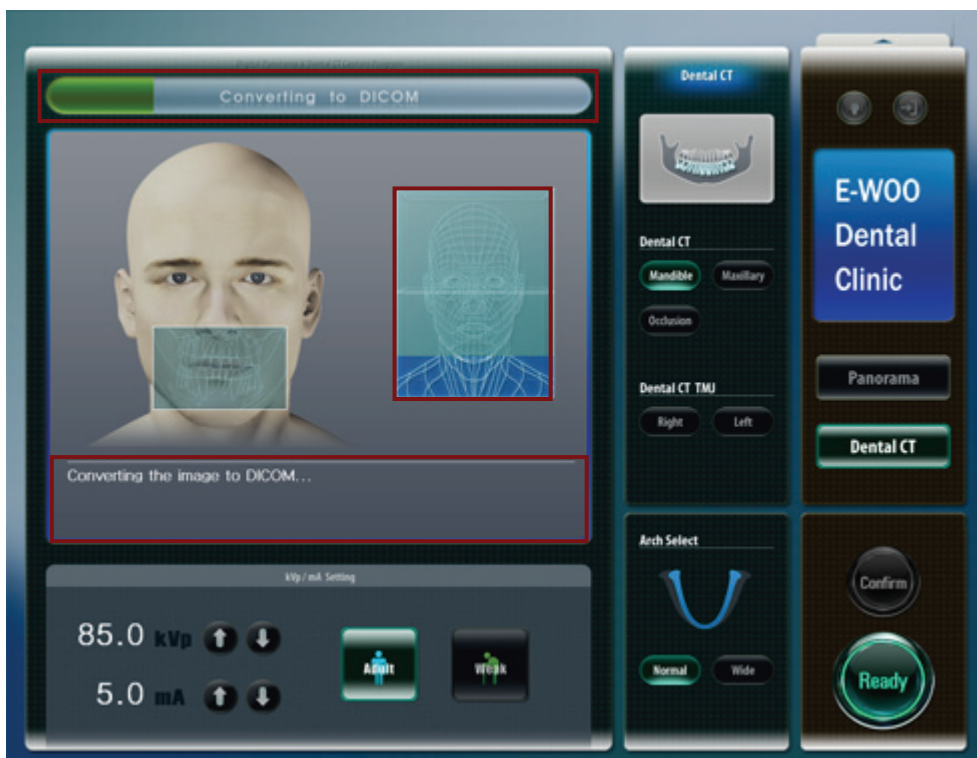 Converting to DICOM
Converting the image to DICOM...
kVp / mA Setting
85.0 kVp
5.0 mA
Adult
Weak
Dental CT
Dental CT
Mandible
Maxillary
Occlusion
Dental CT TMJ
Right
Left
Arch Select
Normal
Wide
E-WOO
Dental
Clinic
Panorama
Dental CT
Confirm
Ready